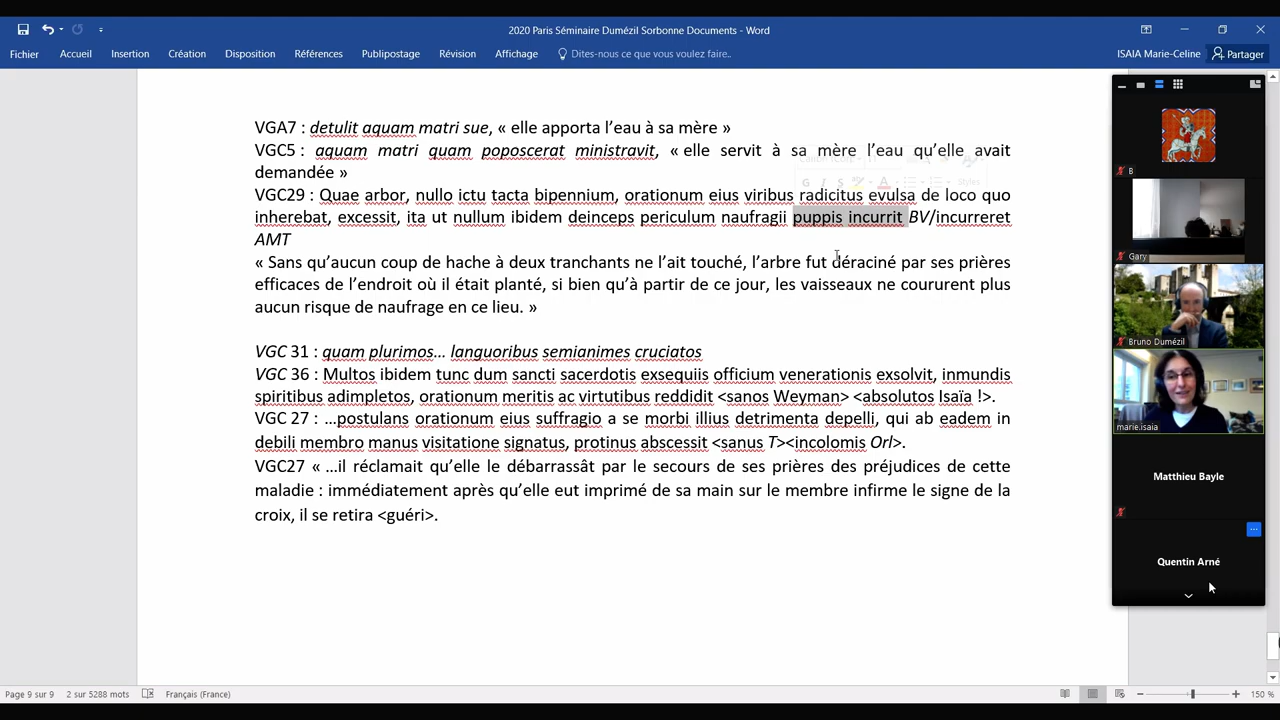 2020 Paris Séminaire Dumézil Sorbonne Documents - Word
Fichier Accueil Insertion Création Disposition Références Publipostage Révision Affichage Dites-nous ce que vous voulez faire.. ISAIA Marie-Celine Partager
VGA7 : detulit aquam matri sue, « elle apporta l’eau à sa mère »
VGC5 : aquam matri quam poposcerat ministravit, « elle servit à sa mère l’eau qu’elle avait
demandée »
VGC29 : Quae arbor, nullo ictu tacta bipennium, orationum eius viribus radicitus evulsa de loco quo
inherebat, excessit, ita ut nullum ibidem deinceps periculum naufragii puppis incurrit BV/incurreret
AMT
« Sans qu’aucun coup de hache à deux tranchants ne l’ait touché, l’arbre fut déraciné par ses prières
efficaces de l’endroit où il était planté, si bien qu’à partir de ce jour, les vaisseaux ne coururent plus
aucun risque de naufrage en ce lieu. »
VGC 31 : quam plurimos… languoribus semianimes cruciatos
VGC 36 : Multos ibidem tunc dum sancti sacerdotis exsequiis officium venerationis exsolvit, inmundis
spiritibus adimpletos, orationum meritis ac virtutibus reddidit <sanos Weyman> <absolutos Isaïa !>.
VGC 27 : …postulans orationum eius suffragio a se morbi illius detrimenta depelli, qui ab eadem in
debili membro manus visitatione signatus, protinus abscessit <sanus T><incolomis Orl>.
VGC27 « …il réclamait qu’elle le débarrassât par le secours de ses prières des préjudices de cette
maladie : immédiatement après qu’elle eut imprimé de sa main sur le membre infirme le signe de la
croix, il se retira <guéri>.
B
Gary
Bruno Dumézil
marie.isaia
Matthieu Bayle
Quentin Arné
Page 9 sur 9 2 sur 5288 mots Français (France) 150 %